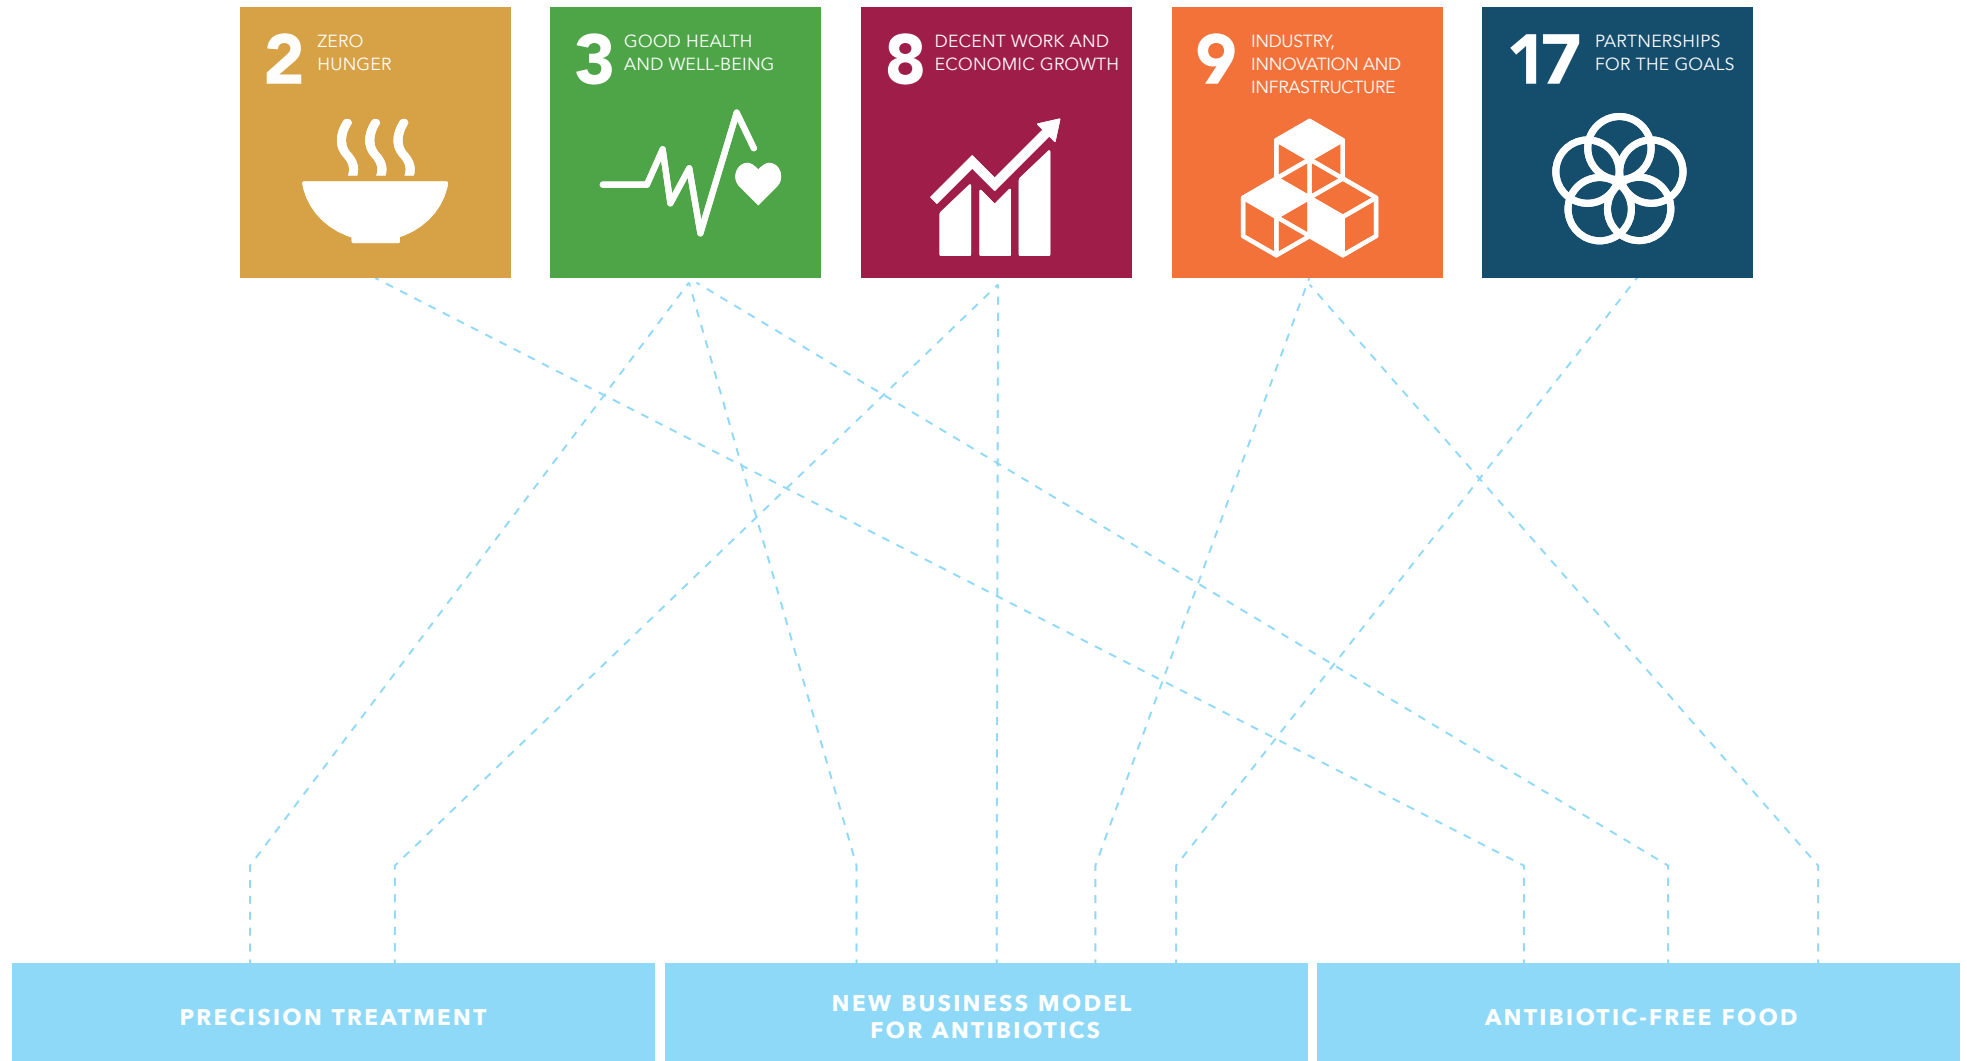 2
ZERO
HUNGER
3
GOOD HEALTH
AND WELL-BEING
8
DECENT WORK AND
ECONOMIC GROWTH
9
INDUSTRY,
INNOVATION AND
INFRASTRUCTURE
17
PARTNERSHIPS
FOR THE GOALS
PRECISION TREATMENT
NEW BUSINESS MODEL
FOR ANTIBIOTICS
ANTIBIOTIC-FREE FOOD